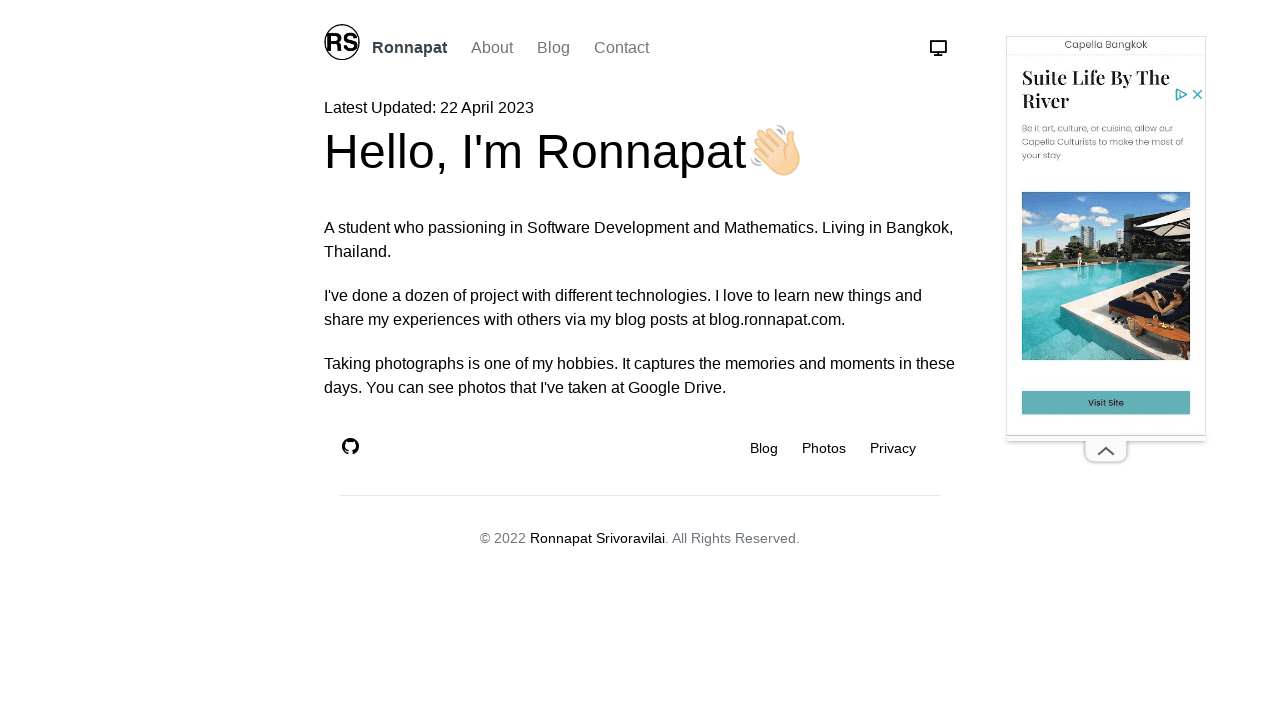 RS Ronnapat About Blog Contact
Latest Updated: 22 April 2023
Hello, I'm Ronnapat👋🏻
A student who passioning in Software Development and Mathematics. Living in Bangkok,
Thailand.
I've done a dozen of project with different technologies. I love to learn new things and
share my experiences with others via my blog posts at blog.ronnapat.com.
Taking photographs is one of my hobbies. It captures the memories and moments in these
days. You can see photos that I've taken at Google Drive.
Blog Photos Privacy
© 2022 Ronnapat Srivoravilai. All Rights Reserved.
Capella Bangkok
Suite Life By The
River
Be it art, culture, or cuisine, allow our
Capella Culturists to make the most of
your stay
Visit Site